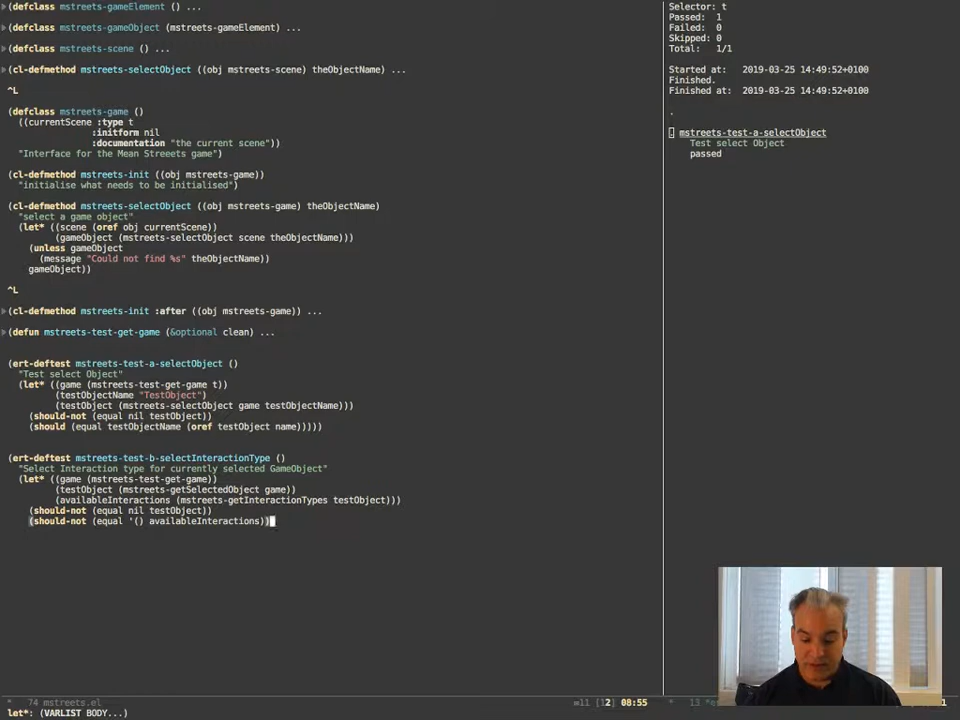 (defclass mstreets-gameElement () ...
(defclass mstreets-gameObject (mstreets-gameElement) ...
(defclass mstreets-scene () ...
(cl-defmethod mstreets-selectObject ((obj mstreets-scene) theObjectName) ...
^L
(defclass mstreets-game ()
((currentScene :type t
:initform nil
:documentation "the current scene"))
"Interface for the Mean Streeets game")
(cl-defmethod mstreets-init ((obj mstreets-game))
"initialise what needs to be initialised")
(cl-defmethod mstreets-selectObject ((obj mstreets-game) theObjectName)
"select a game object"
(let* ((scene (oref obj currentScene))
(gameObject (mstreets-selectObject scene theObjectName)))
(unless gameObject
(message "Could not find %s" theObjectName))
gameObject))
^L
(cl-defmethod mstreets-init :after ((obj mstreets-game)) ...
(defun mstreets-test-get-game (&optional clean) ...
(ert-deftest mstreets-test-a-selectObject ()
"Test select Object"
(let* ((game (mstreets-test-get-game t))
(testObjectName "TestObject")
(testObject (mstreets-selectObject game testObjectName)))
(should-not (equal nil testObject))
(should (equal testObjectName (oref testObject name)))))
(ert-deftest mstreets-test-b-selectInteractionType ()
"Select Interaction type for currently selected GameObject"
(let* ((game (mstreets-test-get-game))
(testObject (mstreets-getSelectedObject game))
(availableInteractions (mstreets-getInteractionTypes testObject)))
(should-not (equal nil testObject))
(should-not (equal '() availableInteractions))
* 74 mstreets.el w11 [12] 08:55 * 13
let*: (VARLIST BODY...)
Selector: t
Passed: 1
Failed: 0
Skipped: 0
Total: 1/1
Started at: 2019-03-25 14:49:52+0100
Finished.
Finished at: 2019-03-25 14:49:52+0100
.
. mstreets-test-a-selectObject
Test select Object
passed